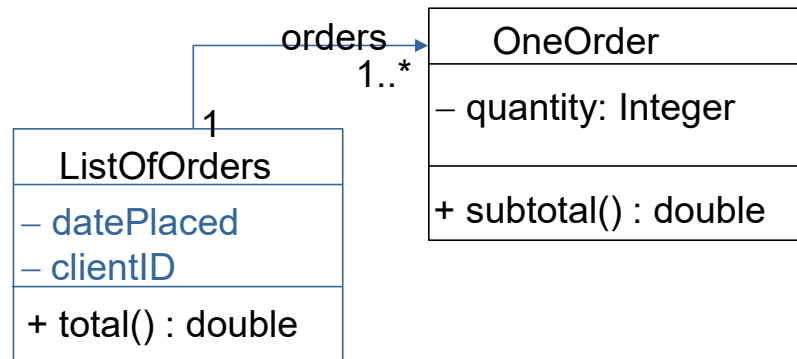 orders
1..*
OneOrder
– quantity: Integer
+ subtotal() : double
1
ListOfOrders
– datePlaced
– clientID
+ total() : double